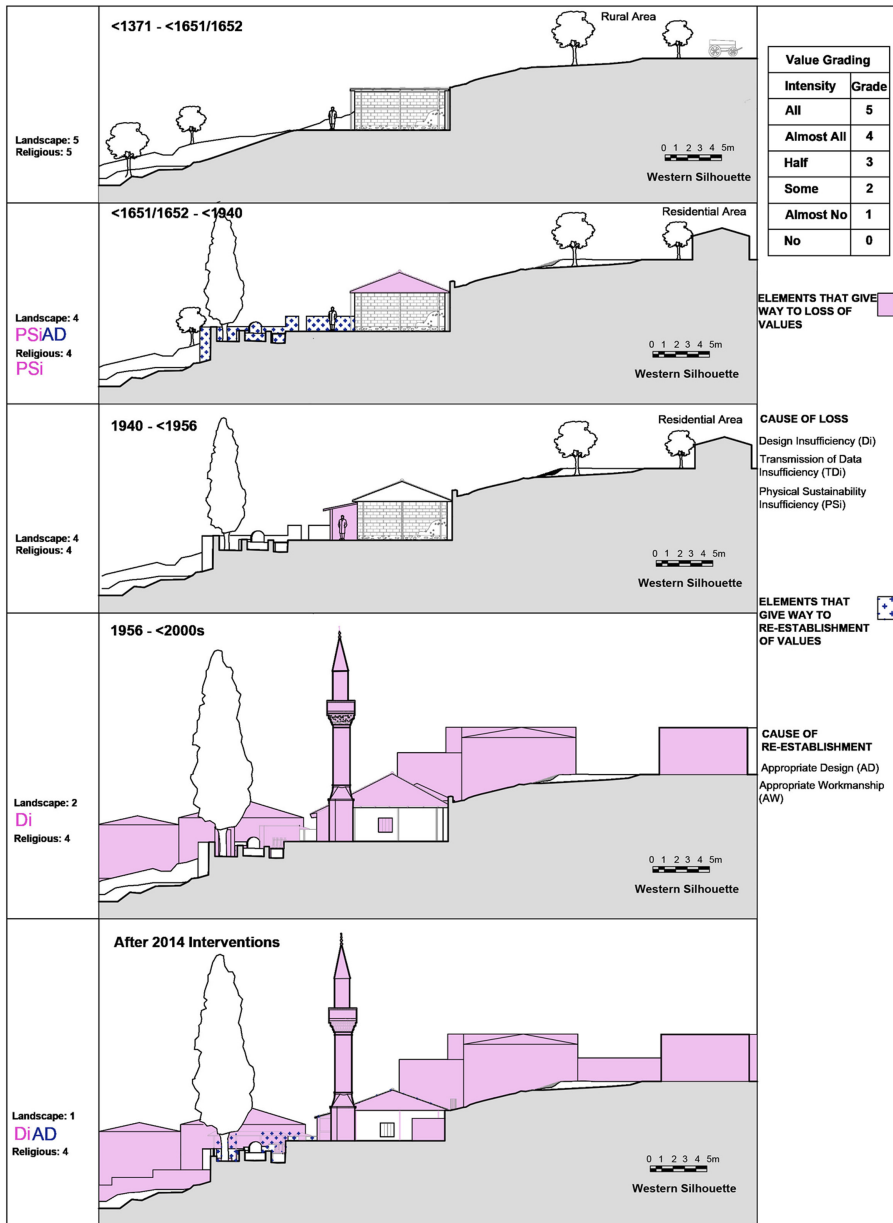 <1371 - <1651/1652
Rural Area
Landscape: 5
Religious: 5
0 1 2 3 4 5m
Western Silhouette
<1651/1652 - <1940
Residential Area
Landscape: 4
PSiAD
Religious: 4
PSi
0 1 2 3 4 5m
Western Silhouette
1940 - <1956
Residential Area
Landscape: 4
Religious: 4
0 1 2 3 4 5m
Western Silhouette
1956 - <2000s
Landscape: 2
Di
Religious: 4
0 1 2 3 4 5m
Western Silhouette
After 2014 Interventions
Landscape: 1
DiAD
Religious: 4
0 1 2 3 4 5m
Western Silhouette
Value Grading
Intensity Grade
All 5
Almost All 4
Half 3
Some 2
Almost No 1
No 0
ELEMENTS THAT GIVE
WAY TO LOSS OF
VALUES
CAUSE OF LOSS
Design Insufficiency (Di)
Transmission of Data
Insufficiency (TDi)
Physical Sustainability
Insufficiency (PSi)
ELEMENTS THAT
GIVE WAY TO
RE-ESTABLISHMENT
OF VALUES
CAUSE OF
RE-ESTABLISHMENT
Appropriate Design (AD)
Appropriate Workmanship
(AW)